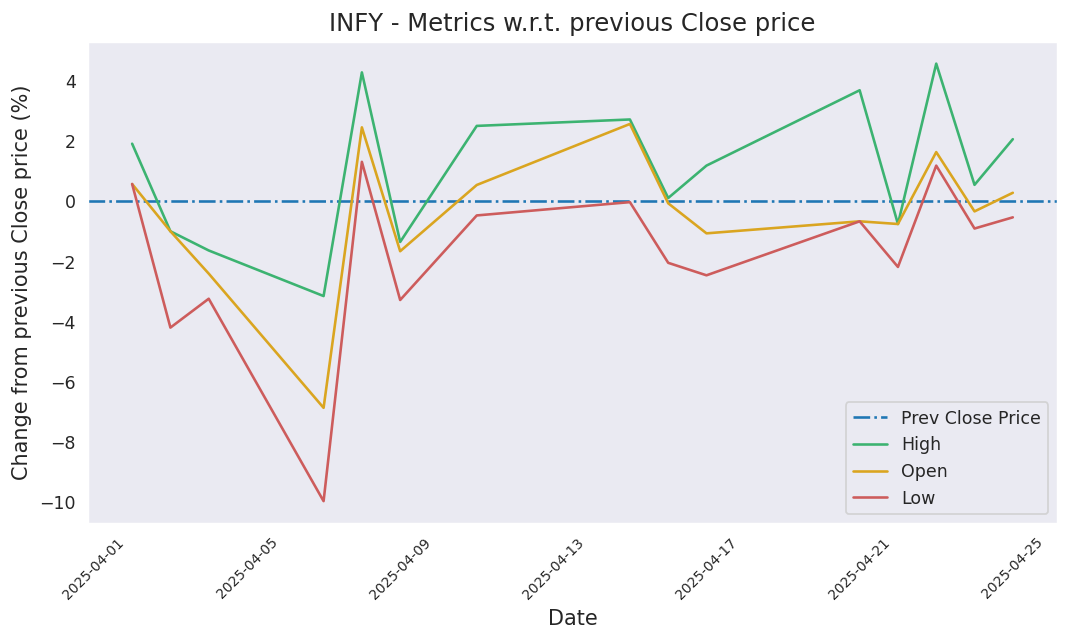 INFY - Metrics w.r.t. previous Close price
Change from previous Close price (%)
4
2
0
−2
−4
−6
−8
−10
Prev Close Price
High
Open
Low
2025-04-01
2025-04-05
2025-04-09
2025-04-13
2025-04-17
2025-04-21
2025-04-25
Date